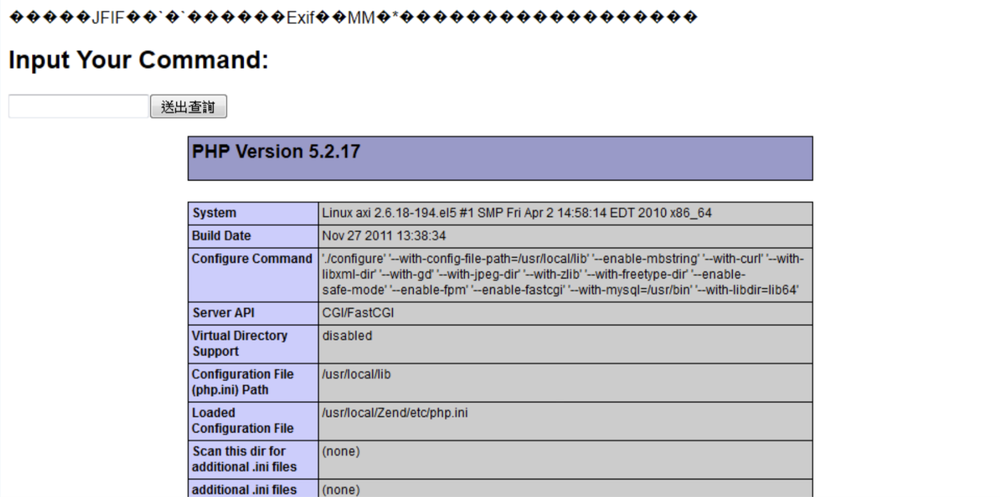 �����JFIF��`�`������Exif��MM�*������������������
Input Your Command:
送出查詢
PHP Version 5.2.17
System Linux axi 2.6.18-194.el5 #1 SMP Fri Apr 2 14:58:14 EDT 2010 x86_64
Build Date Nov 27 2011 13:38:34
Configure Command './configure' '--with-config-file-path=/usr/local/lib' '--enable-mbstring' '--with-curl' '--with-
libxml-dir' '--with-gd' '--with-jpeg-dir' '--with-zlib' '--with-freetype-dir' '--enable-
safe-mode' '--enable-fpm' '--enable-fastcgi' '--with-mysql=/usr/bin' '--with-libdir=lib64'
Server API CGI/FastCGI
Virtual Directory disabled
Support
Configuration File /usr/local/lib
(php.ini) Path
Loaded /usr/local/Zend/etc/php.ini
Configuration File
Scan this dir for (none)
additional .ini files
additional .ini files (none)